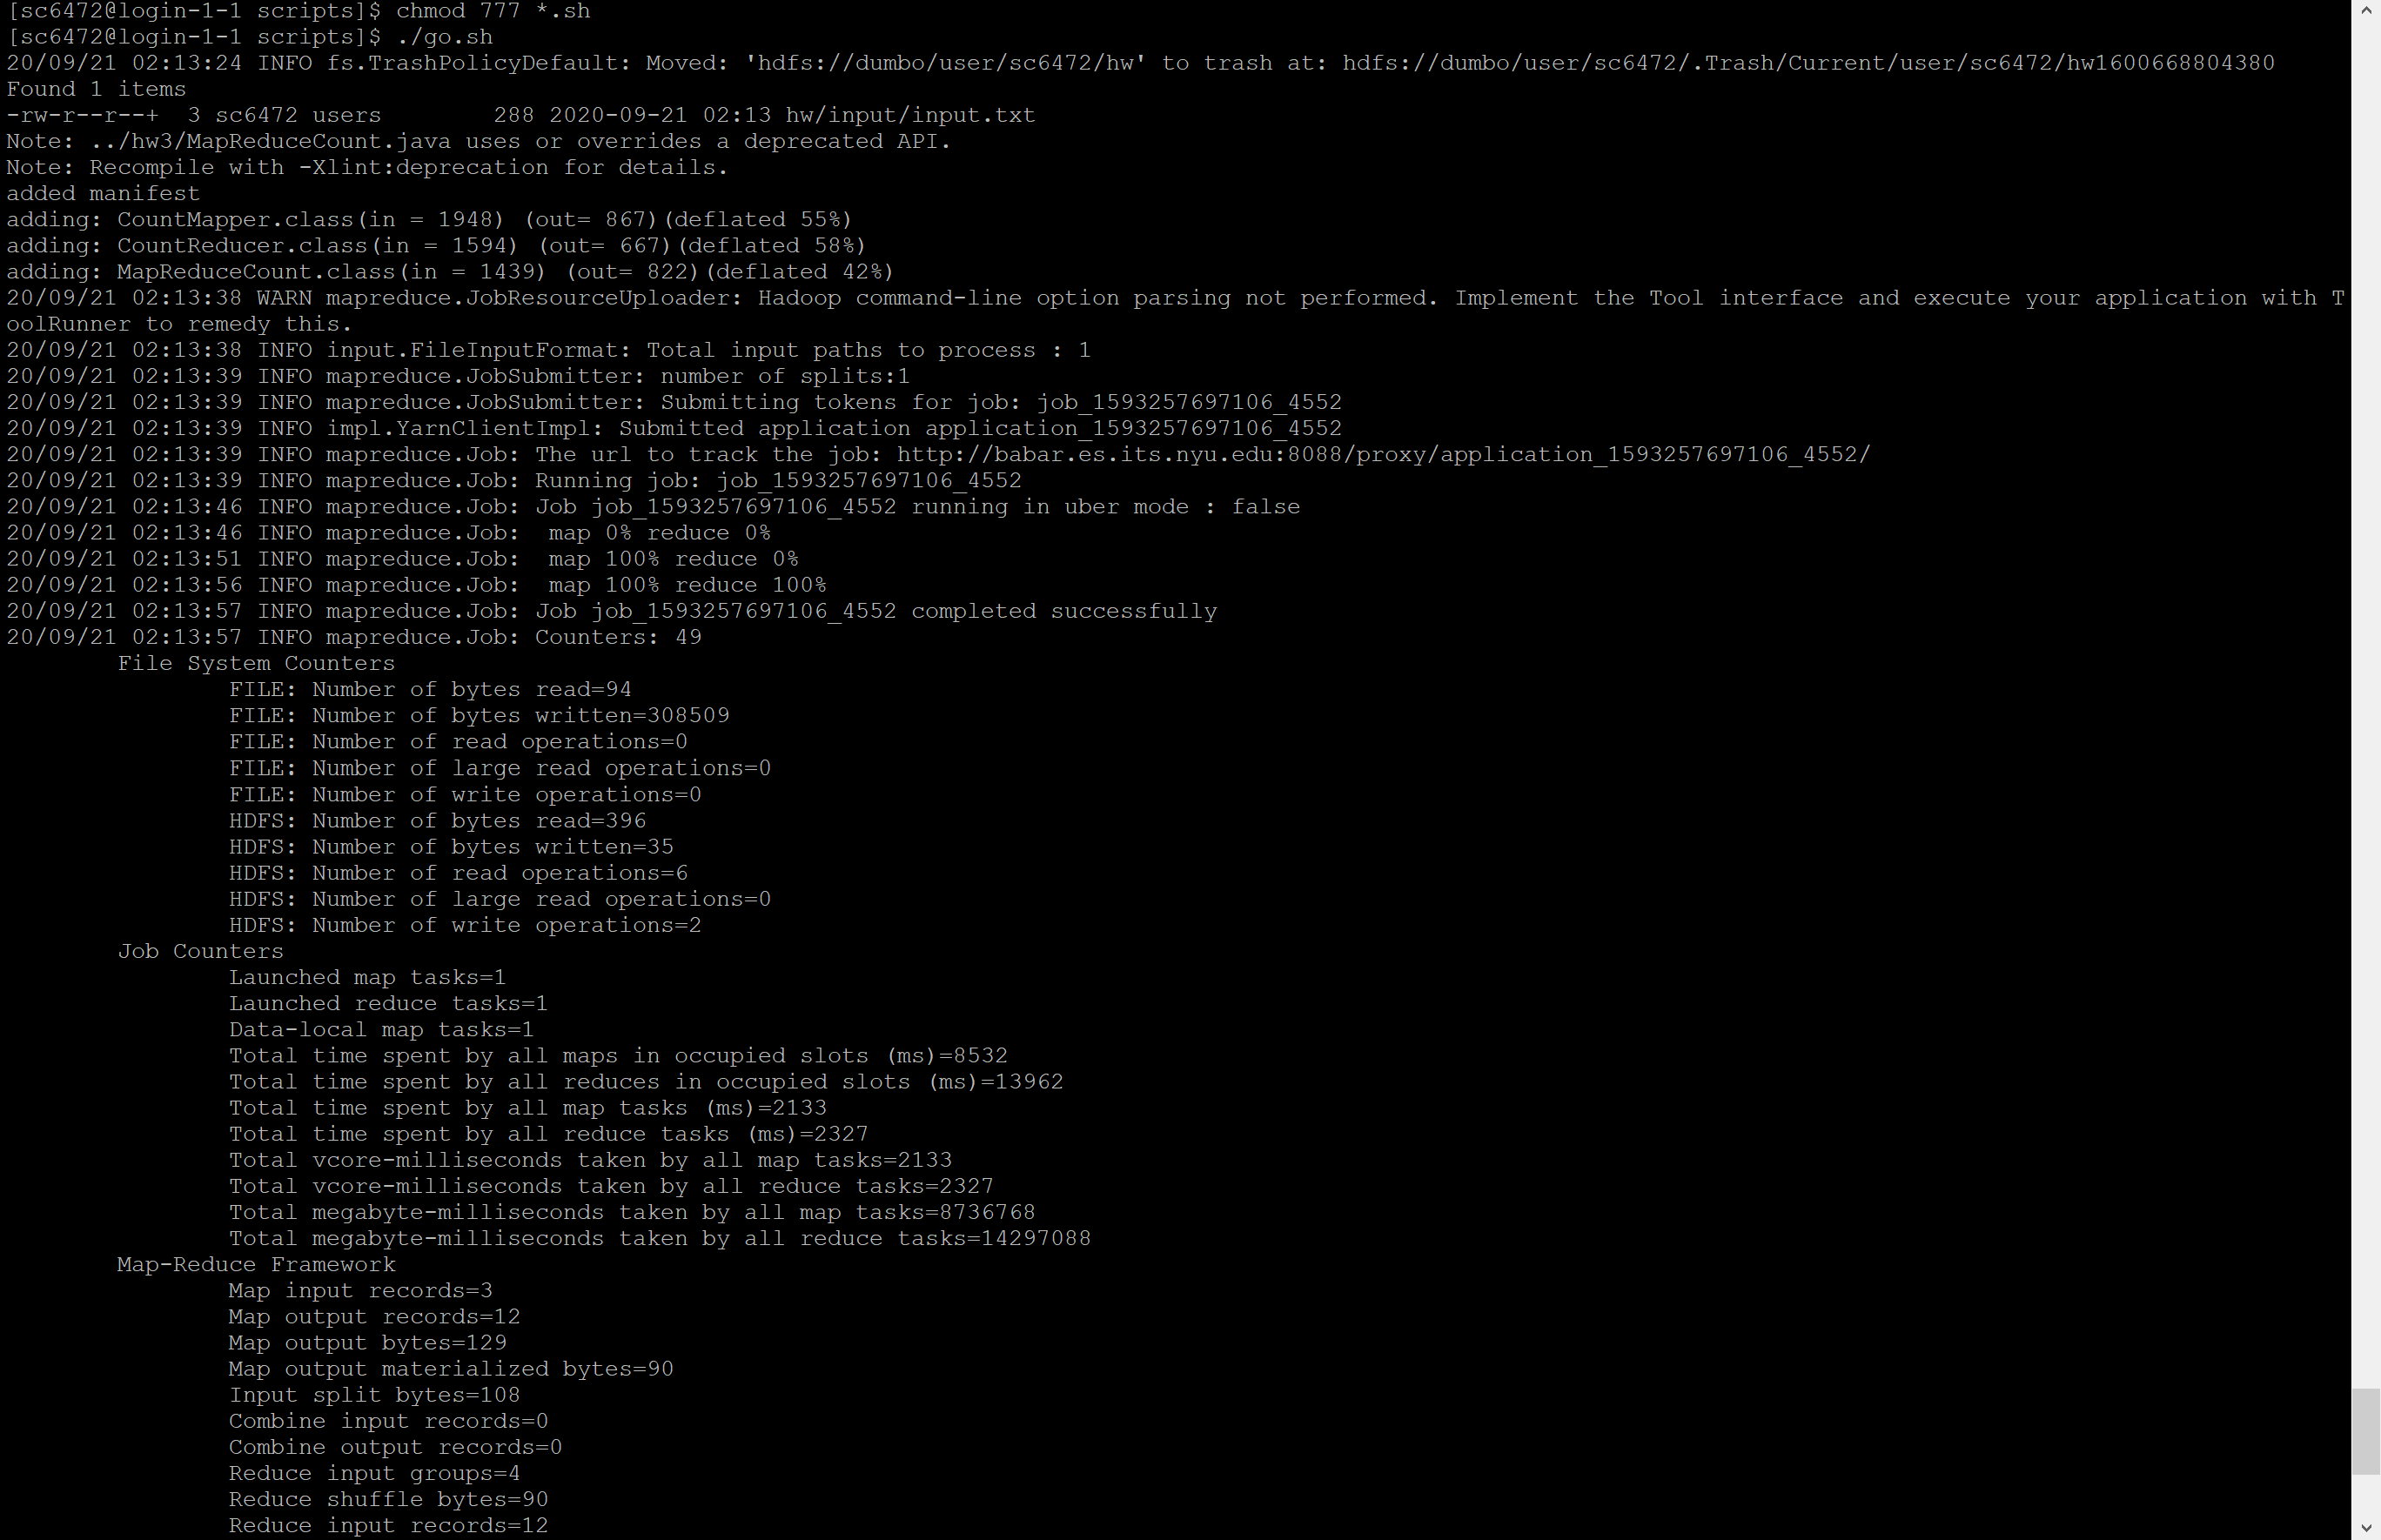 [sc6472@login-1-1 scripts]$ chmod 777 *.sh
[sc6472@login-1-1 scripts]$ ./go.sh
20/09/21 02:13:24 INFO fs.TrashPolicyDefault: Moved: 'hdfs://dumbo/user/sc6472/hw' to trash at: hdfs://dumbo/user/sc6472/.Trash/Current/user/sc6472/hw1600668804380
Found 1 items
-rw-r--r--+  3 sc6472 users        288 2020-09-21 02:13 hw/input/input.txt
Note: ../hw3/MapReduceCount.java uses or overrides a deprecated API.
Note: Recompile with -Xlint:deprecation for details.
added manifest
adding: CountMapper.class(in = 1948) (out= 867)(deflated 55%)
adding: CountReducer.class(in = 1594) (out= 667)(deflated 58%)
adding: MapReduceCount.class(in = 1439) (out= 822)(deflated 42%)
20/09/21 02:13:38 WARN mapreduce.JobResourceUploader: Hadoop command-line option parsing not performed. Implement the Tool interface and execute your application with T
oolRunner to remedy this.
20/09/21 02:13:38 INFO input.FileInputFormat: Total input paths to process : 1
20/09/21 02:13:39 INFO mapreduce.JobSubmitter: number of splits:1
20/09/21 02:13:39 INFO mapreduce.JobSubmitter: Submitting tokens for job: job_1593257697106_4552
20/09/21 02:13:39 INFO impl.YarnClientImpl: Submitted application application_1593257697106_4552
20/09/21 02:13:39 INFO mapreduce.Job: The url to track the job: http://babar.es.its.nyu.edu:8088/proxy/application_1593257697106_4552/
20/09/21 02:13:39 INFO mapreduce.Job: Running job: job_1593257697106_4552
20/09/21 02:13:46 INFO mapreduce.Job: Job job_1593257697106_4552 running in uber mode : false
20/09/21 02:13:46 INFO mapreduce.Job:  map 0% reduce 0%
20/09/21 02:13:51 INFO mapreduce.Job:  map 100% reduce 0%
20/09/21 02:13:56 INFO mapreduce.Job:  map 100% reduce 100%
20/09/21 02:13:57 INFO mapreduce.Job: Job job_1593257697106_4552 completed successfully
20/09/21 02:13:57 INFO mapreduce.Job: Counters: 49
File System Counters
FILE: Number of bytes read=94
FILE: Number of bytes written=308509
FILE: Number of read operations=0
FILE: Number of large read operations=0
FILE: Number of write operations=0
HDFS: Number of bytes read=396
HDFS: Number of bytes written=35
HDFS: Number of read operations=6
HDFS: Number of large read operations=0
HDFS: Number of write operations=2
Job Counters
Launched map tasks=1
Launched reduce tasks=1
Data-local map tasks=1
Total time spent by all maps in occupied slots (ms)=8532
Total time spent by all reduces in occupied slots (ms)=13962
Total time spent by all map tasks (ms)=2133
Total time spent by all reduce tasks (ms)=2327
Total vcore-milliseconds taken by all map tasks=2133
Total vcore-milliseconds taken by all reduce tasks=2327
Total megabyte-milliseconds taken by all map tasks=8736768
Total megabyte-milliseconds taken by all reduce tasks=14297088
Map-Reduce Framework
Map input records=3
Map output records=12
Map output bytes=129
Map output materialized bytes=90
Input split bytes=108
Combine input records=0
Combine output records=0
Reduce input groups=4
Reduce shuffle bytes=90
Reduce input records=12